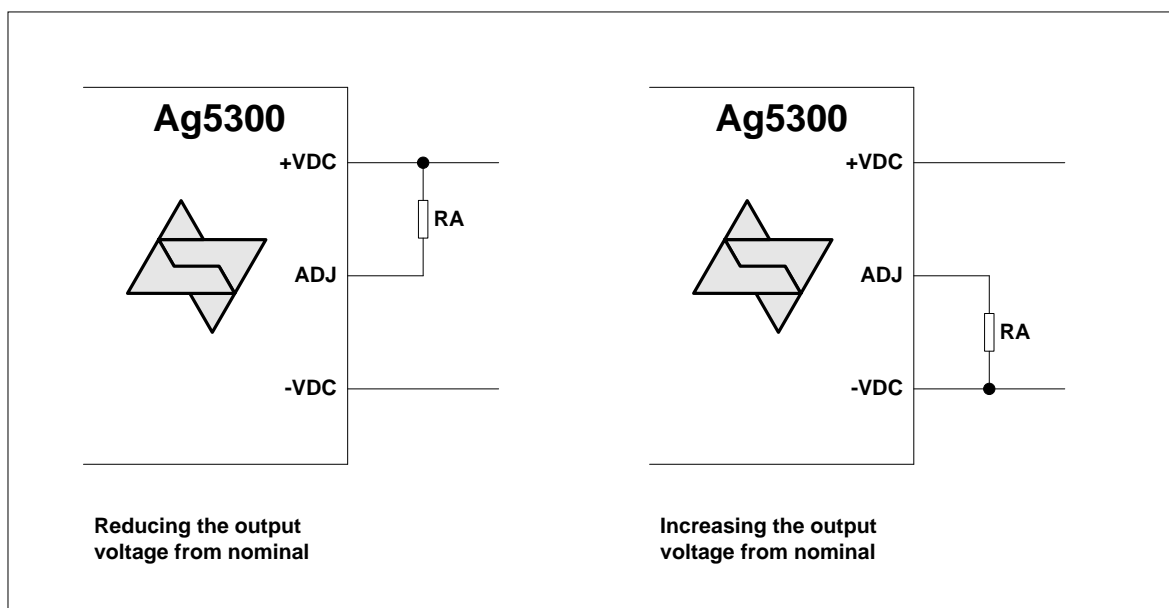 Ag5300
+VDC
RA
ADJ
-VDC
Reducing the output
voltage from nominal
Ag5300
+VDC
ADJ
RA
-VDC
Increasing the output
voltage from nominal